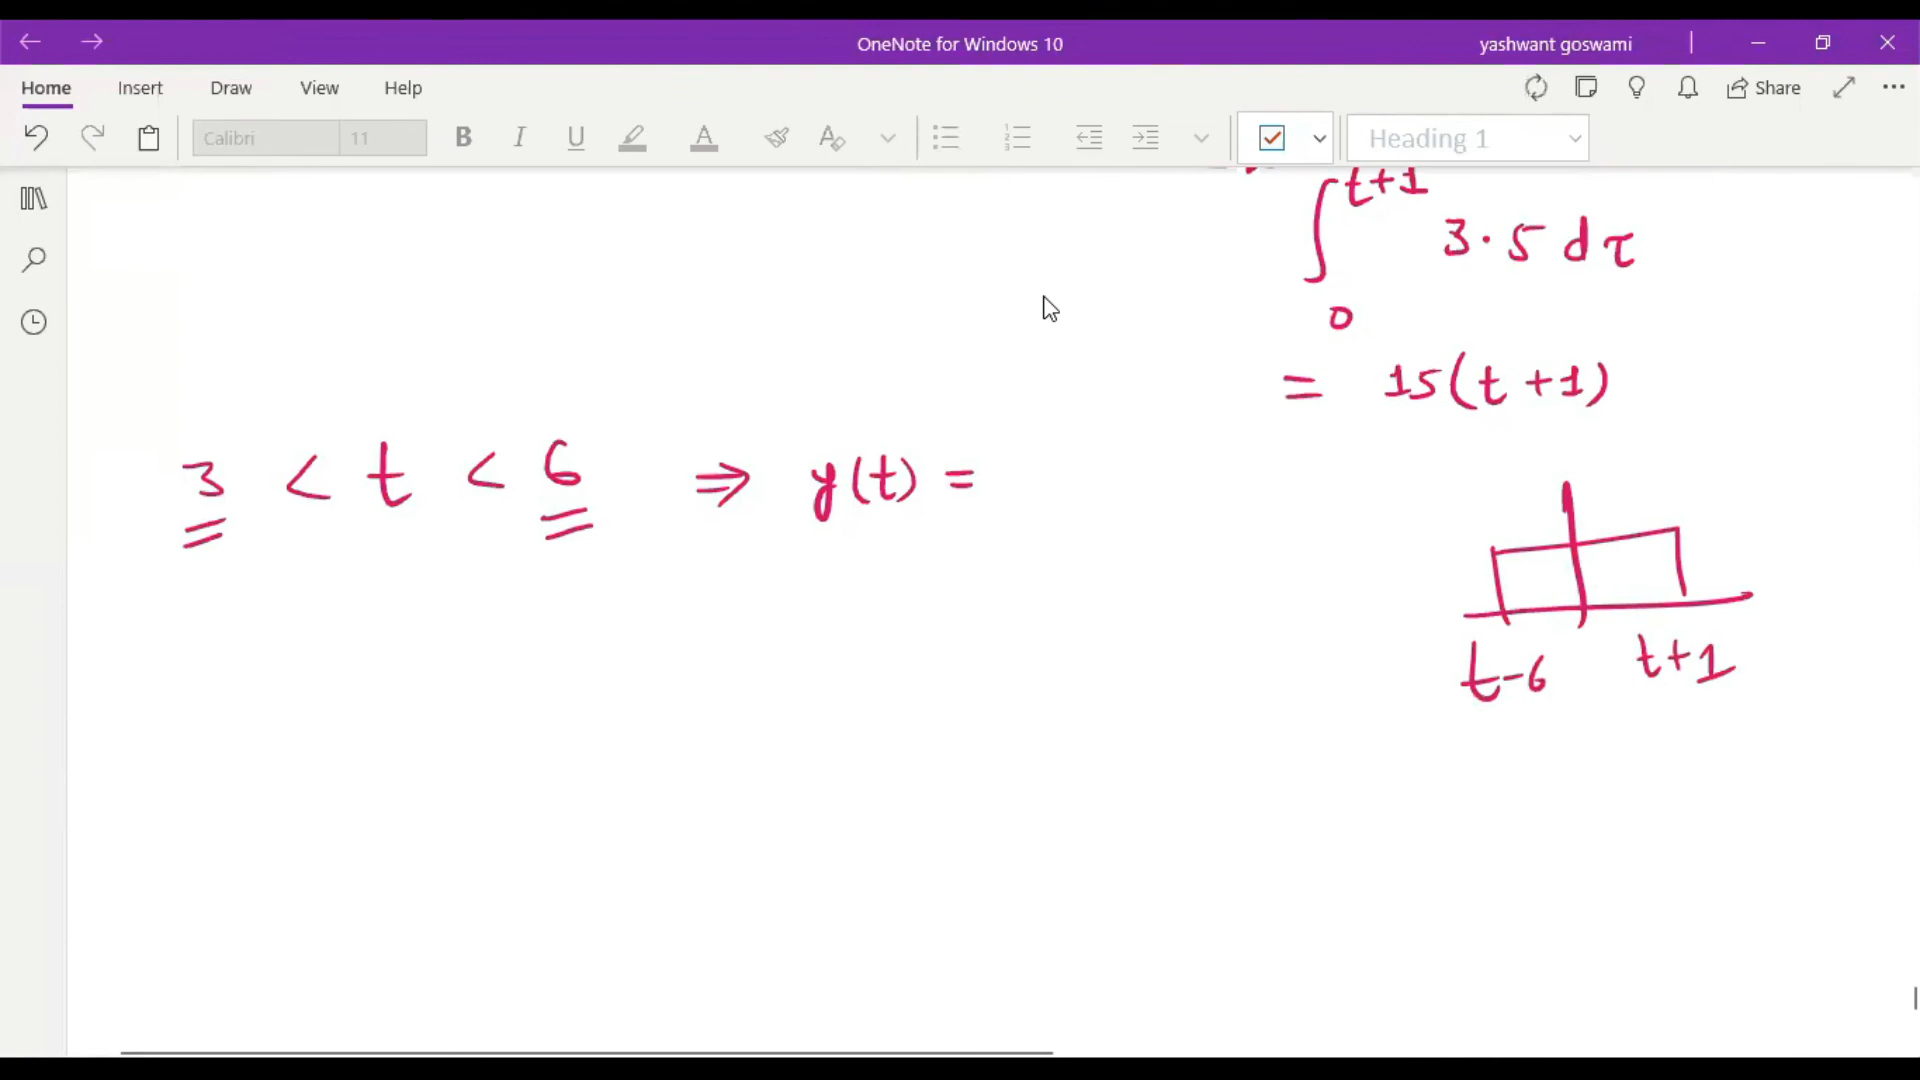 OneNote for Windows 10
yashwant goswami
Home Insert Draw View Help
Share
Calibri 11 B I U A A Heading 1
∫ t+1 3·5 dτ
0
= 15(t+1)
3 < t < 6 ⇒ y(t) =
t-6 t+1